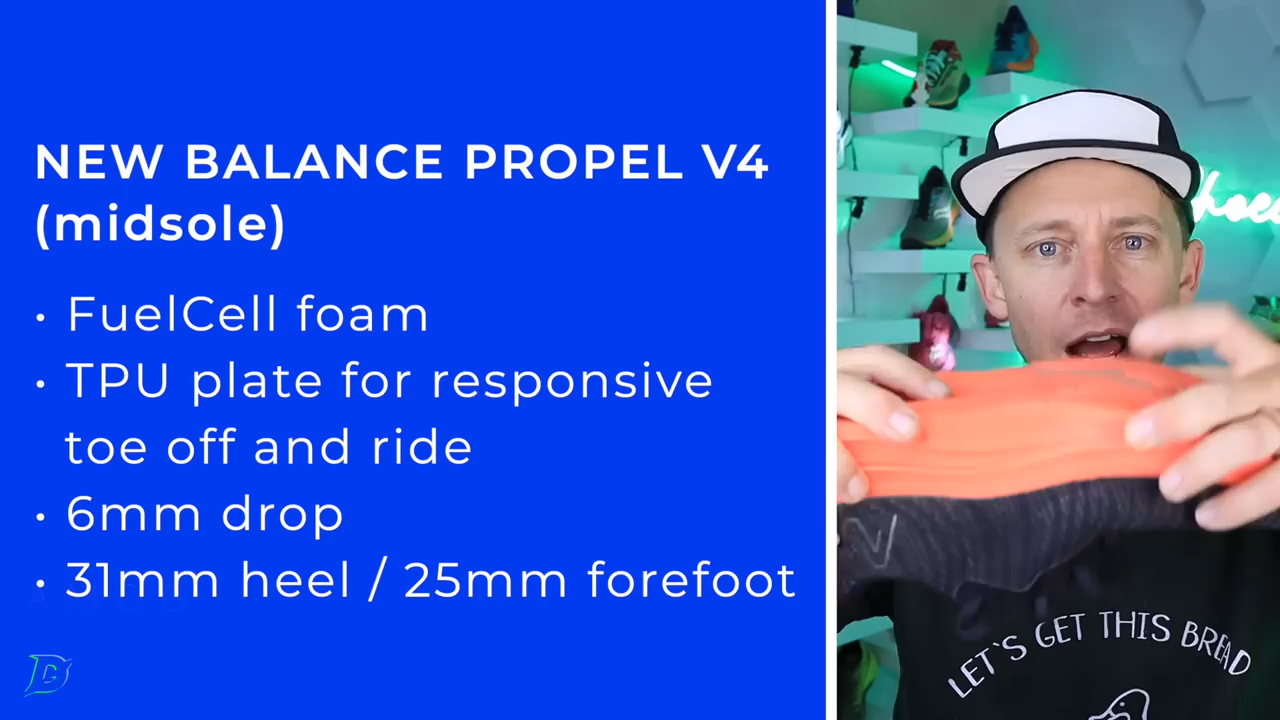 NEW BALANCE PROPEL V4
(midsole)
• FuelCell foam
• TPU plate for responsive
toe off and ride
• 6mm drop
• 31mm heel / 25mm forefoot
LET'S GET THIS BREAD